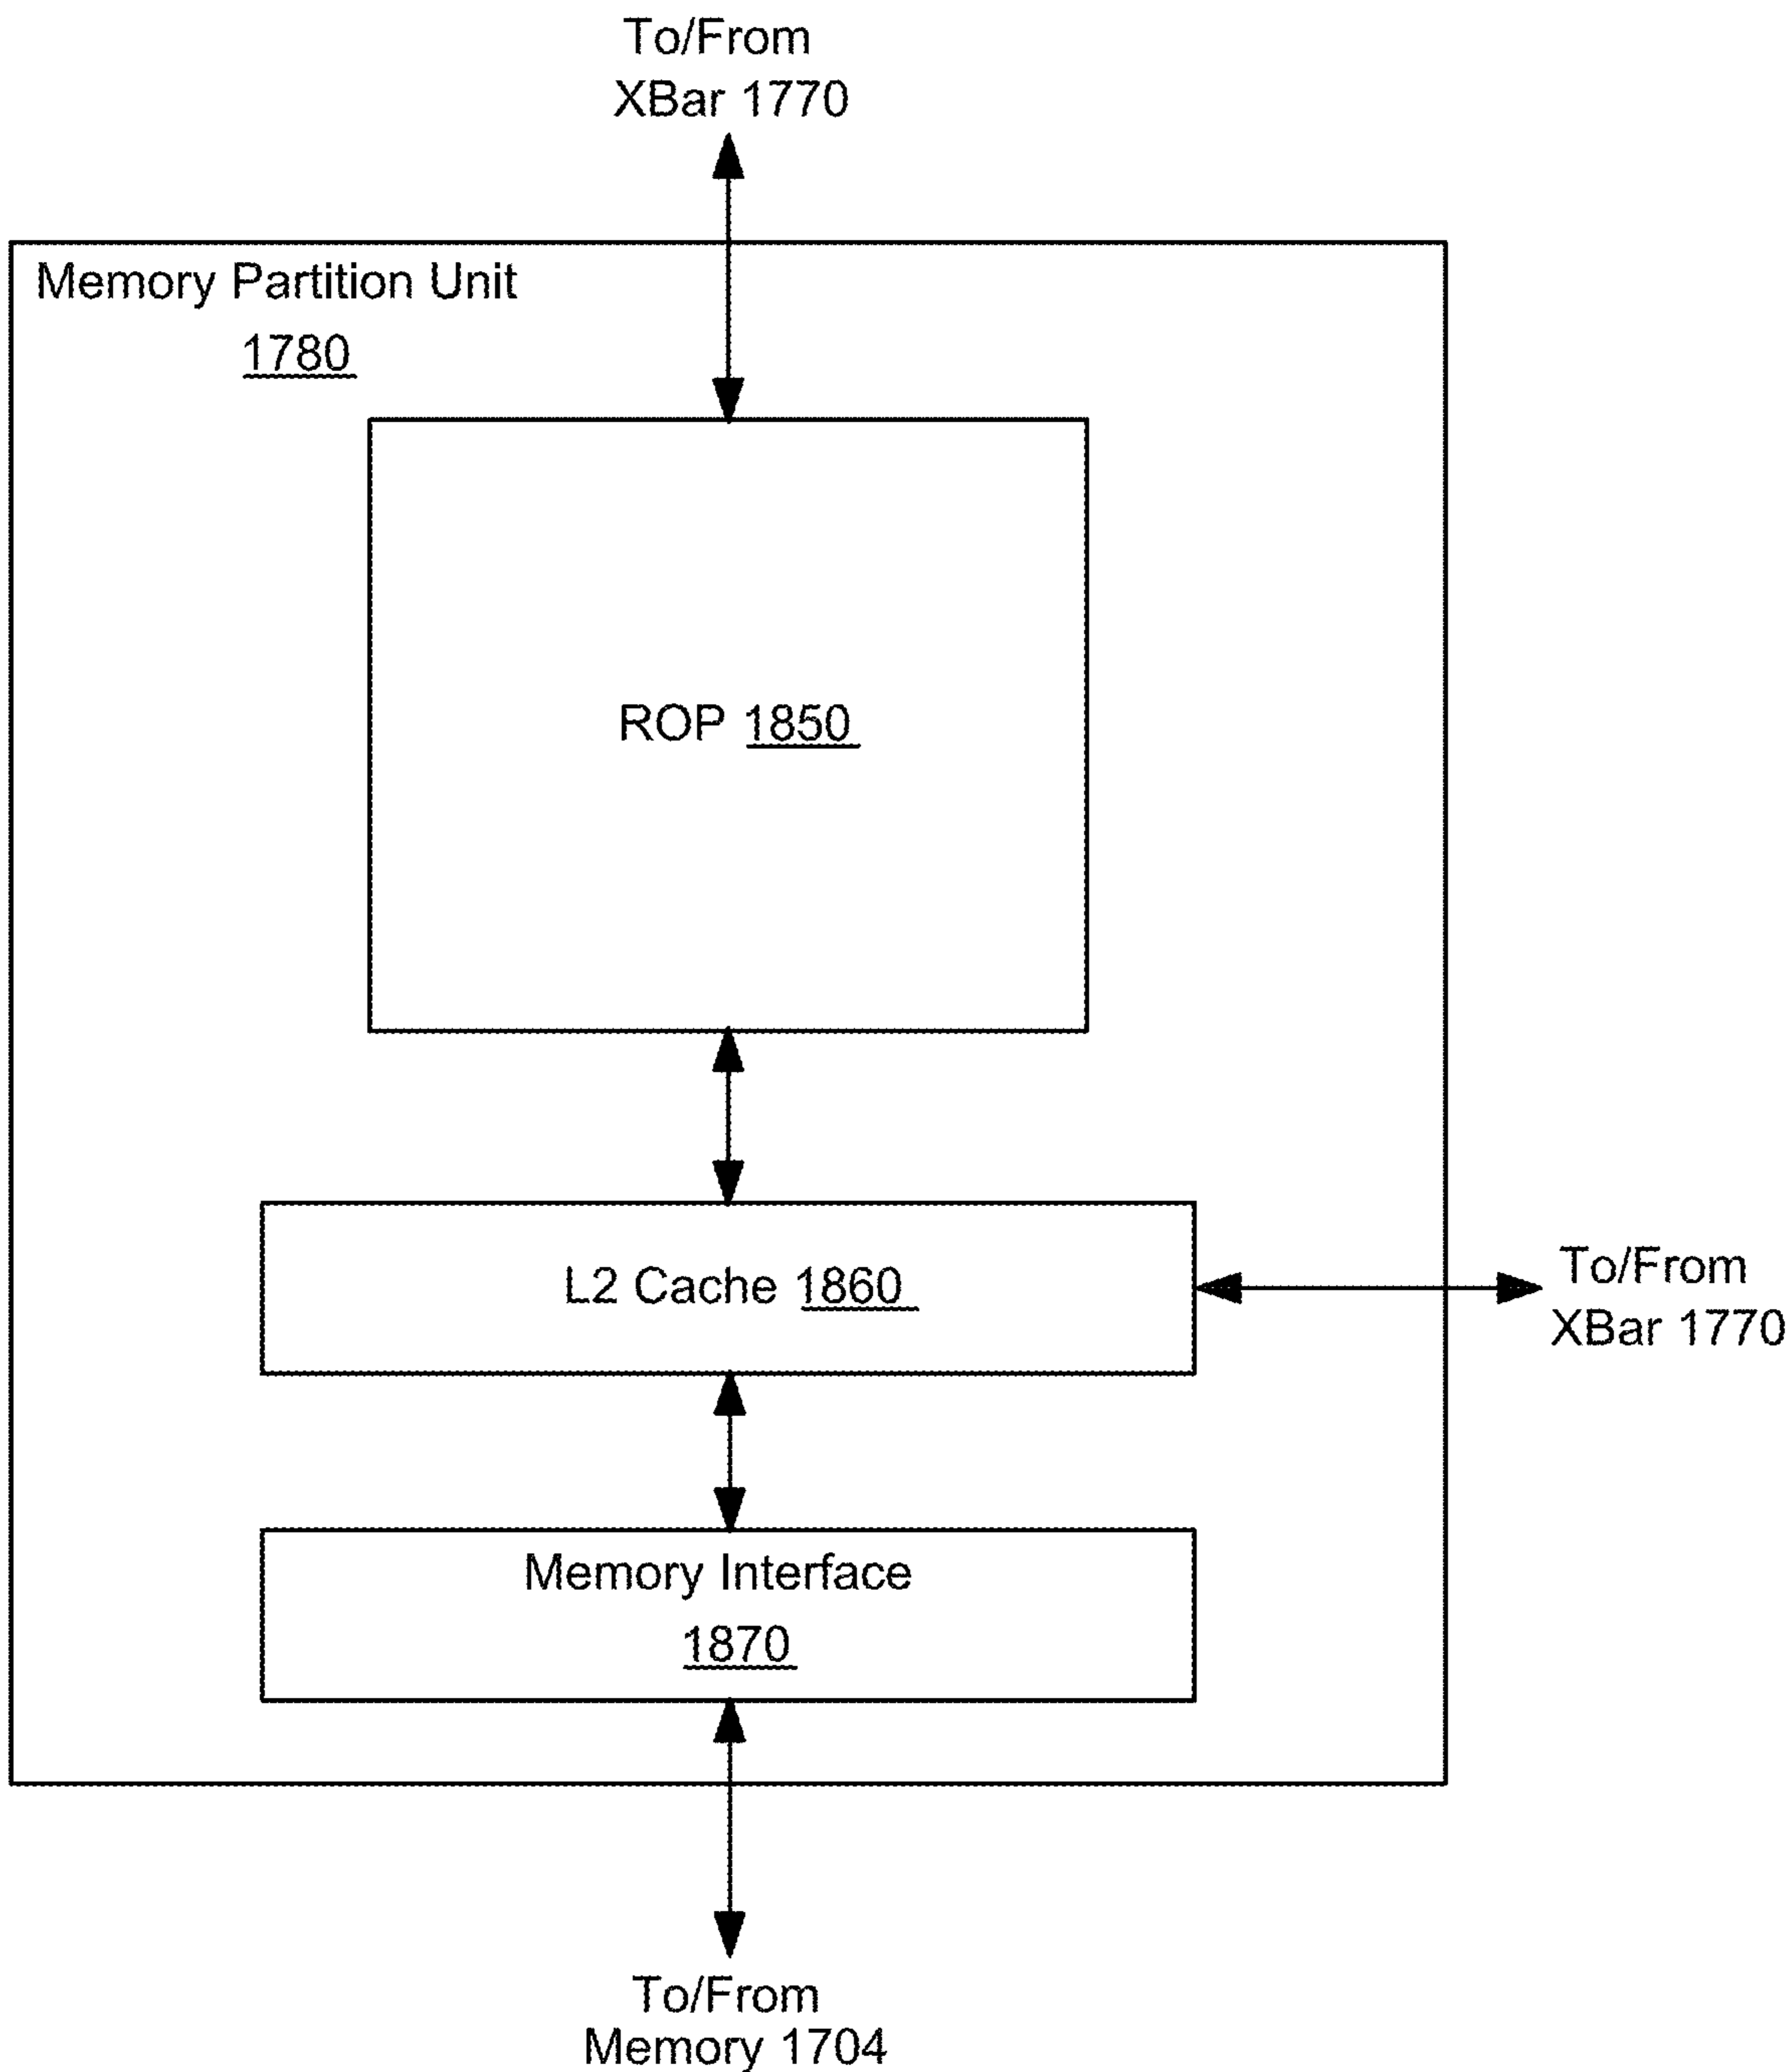 To/From
XBar 1770
Memory Partition Unit
1780
ROP 1850
L2 Cache 1860
To/From
XBar 1770
Memory Interface
1870
To/From
Memory 1704